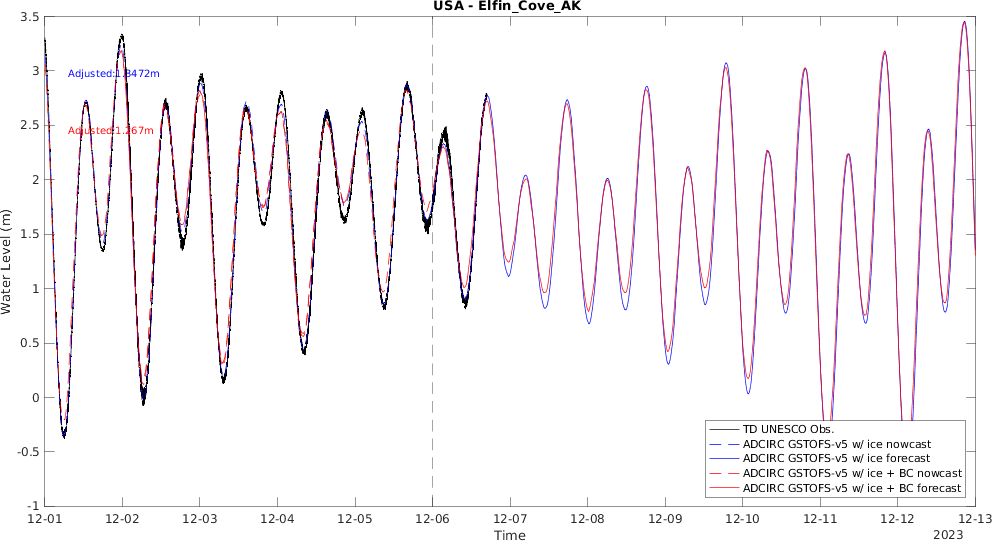 USA - Elfin_Cove_AK
3.5
3
2.5
2
1.5
1
0.5
0
-0.5
-1
Water Level (m)
Adjusted:1.3472m
Adjusted:1.267m
TD UNESCO Obs.
ADCIRC GSTOFS-v5 w/ ice nowcast
ADCIRC GSTOFS-v5 w/ ice forecast
ADCIRC GSTOFS-v5 w/ ice + BC nowcast
ADCIRC GSTOFS-v5 w/ ice + BC forecast
12-01 12-02 12-03 12-04 12-05 12-06 12-07 12-08 12-09 12-10 12-11 12-12 12-13
Time
2023